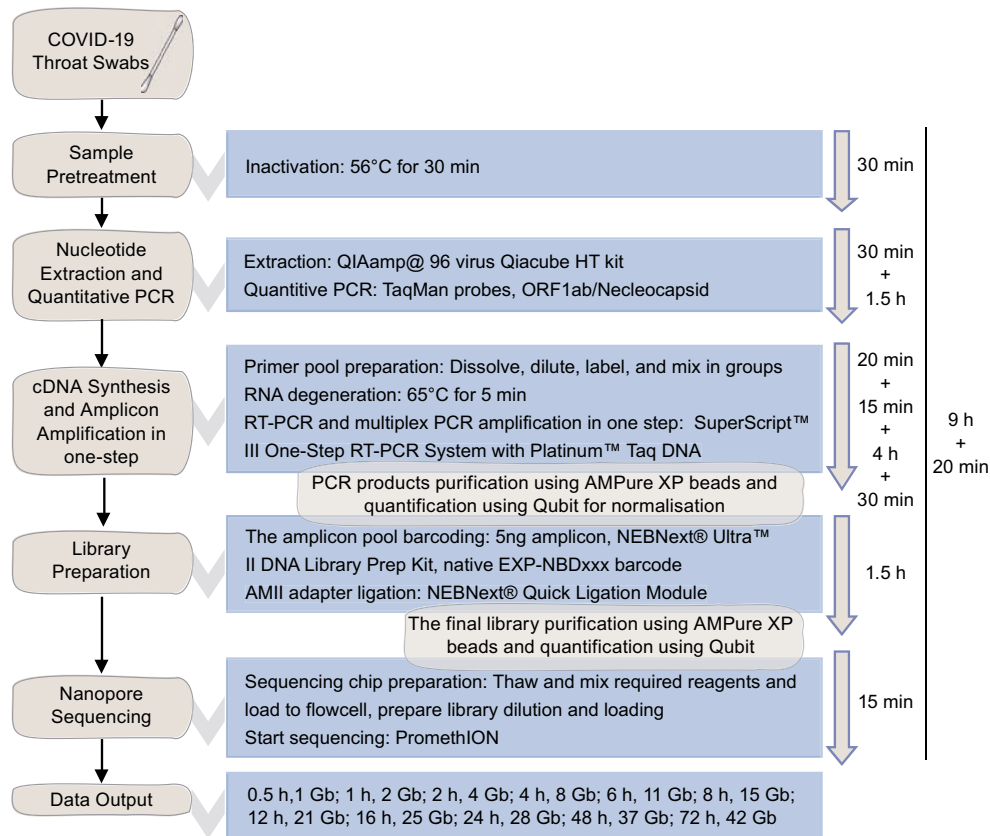 COVID-19
Throat Swabs
Sample
Pretreatment
Inactivation: 56°C for 30 min
30 min
Nucleotide
Extraction and
Quantitative PCR
Extraction: QIAamp@ 96 virus Qiacube HT kit
Quantitive PCR: TaqMan probes, ORF1ab/Necleocapsid
30 min
+
1.5 h
cDNA Synthesis
and Amplicon
Amplification in
one-step
Primer pool preparation: Dissolve, dilute, label, and mix in groups
RNA degeneration: 65°C for 5 min
RT-PCR and multiplex PCR amplification in one step: SuperScript™
III One-Step RT-PCR System with Platinum™ Taq DNA
PCR products purification using AMPure XP beads and
quantification using Qubit for normalisation
20 min
+
15 min
+
4 h
+
30 min
9 h
+
20 min
Library
Preparation
The amplicon pool barcoding: 5ng amplicon, NEBNext® Ultra™
II DNA Library Prep Kit, native EXP-NBDxxx barcode
AMII adapter ligation: NEBNext® Quick Ligation Module
The final library purification using AMPure XP
beads and quantification using Qubit
1.5 h
Nanopore
Sequencing
Sequencing chip preparation: Thaw and mix required reagents and
load to flowcell, prepare library dilution and loading
Start sequencing: PromethION
15 min
Data Output
0.5 h,1 Gb; 1 h, 2 Gb; 2 h, 4 Gb; 4 h, 8 Gb; 6 h, 11 Gb; 8 h, 15 Gb;
12 h, 21 Gb; 16 h, 25 Gb; 24 h, 28 Gb; 48 h, 37 Gb; 72 h, 42 Gb